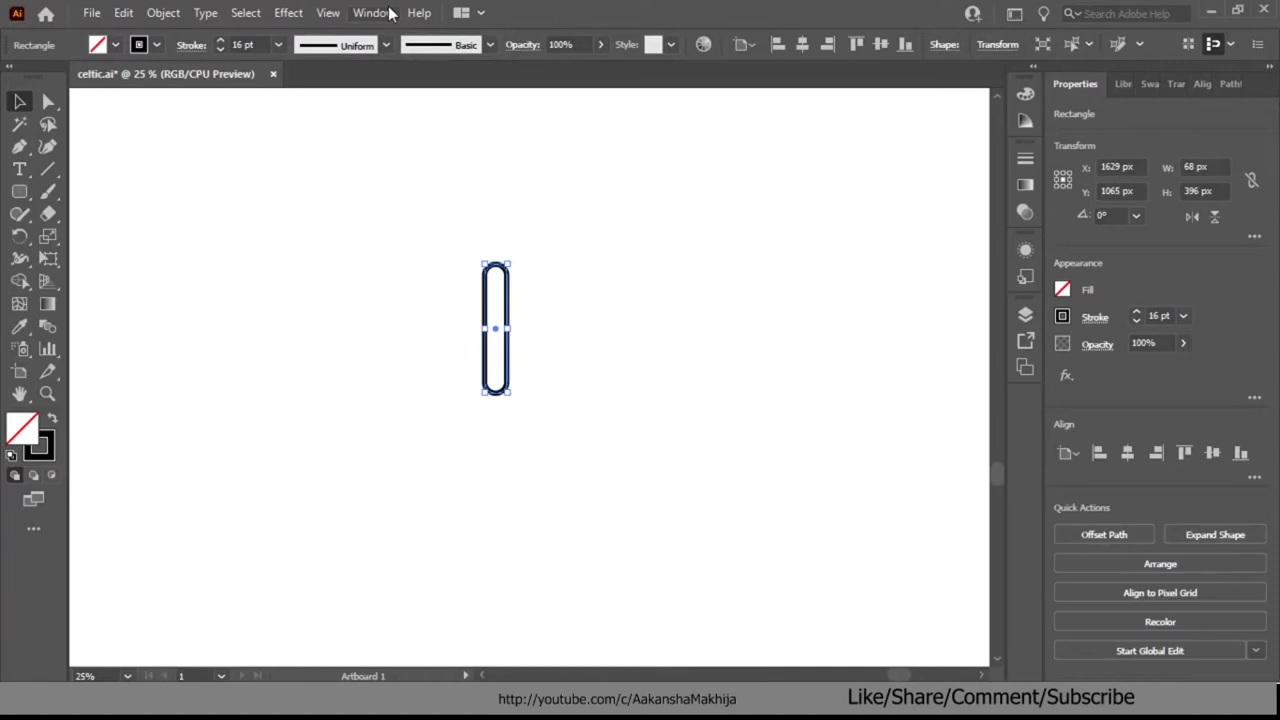 Ai File Edit Object Type Select Effect View Window Help Search Adobe Help
Rectangle Stroke: 16 pt Uniform Basic Opacity: 100% Style: Shape: Transform
celtic.ai* @ 25 % (RGB/CPU Preview) ×
Properties Libr Swa Trar Alig Path
Rectangle
Transform
X: 1629 px W: 68 px
Y: 1065 px H: 396 px
0°
Appearance
Fill
Stroke 16 pt
Opacity 100%
fx.
Align
Quick Actions
Offset Path Expand Shape
Arrange
Align to Pixel Grid
Recolor
Start Global Edit
25% 1 Artboard 1
http://youtube.com/c/AakanshaMakhija Like/Share/Comment/Subscribe